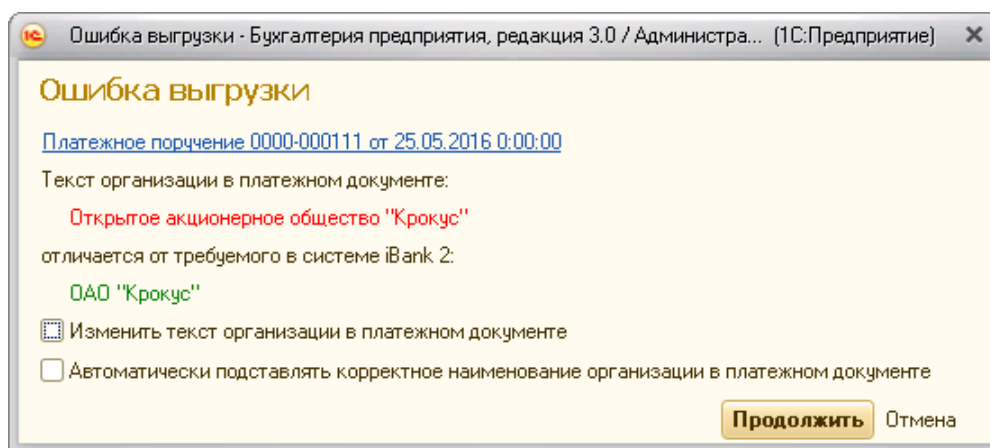 1С Ошибка выгрузки - Бухгалтерия предприятия, редакция 3.0 / Администра... (1С:Предприятие)
Ошибка выгрузки
Платежное поручение 0000-000111 от 25.05.2016 0:00:00
Текст организации в платежном документе:
Открытое акционерное общество "Крокус"
отличается от требуемого в системе iBank 2:
ОАО "Крокус"
Изменить текст организации в платежном документе
Автоматически подставлять корректное наименование организации в платежном документе
Продолжить Отмена